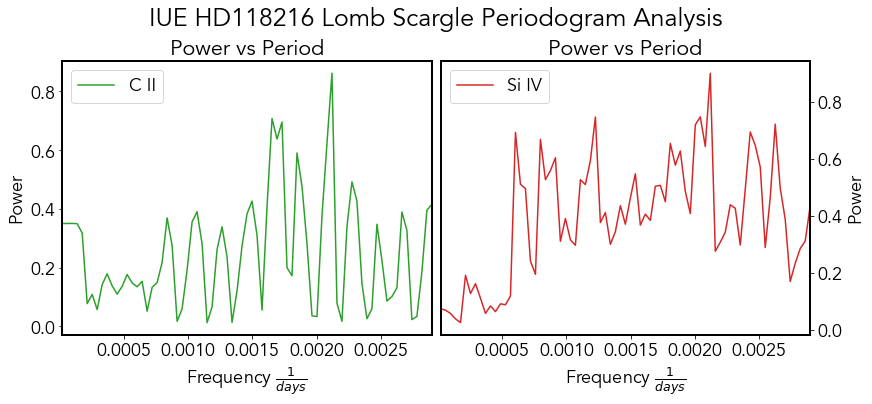 IUE HD118216 Lomb Scargle Periodogram Analysis
Power vs Period
Power vs Period
C II
Si IV
0.8
0.6
0.4
0.2
0.0
Power
0.8
0.6
0.4
0.2
0.0
Power
0.0005 0.0010 0.0015 0.0020 0.0025
0.0005 0.0010 0.0015 0.0020 0.0025
Frequency 1/days
Frequency 1/days